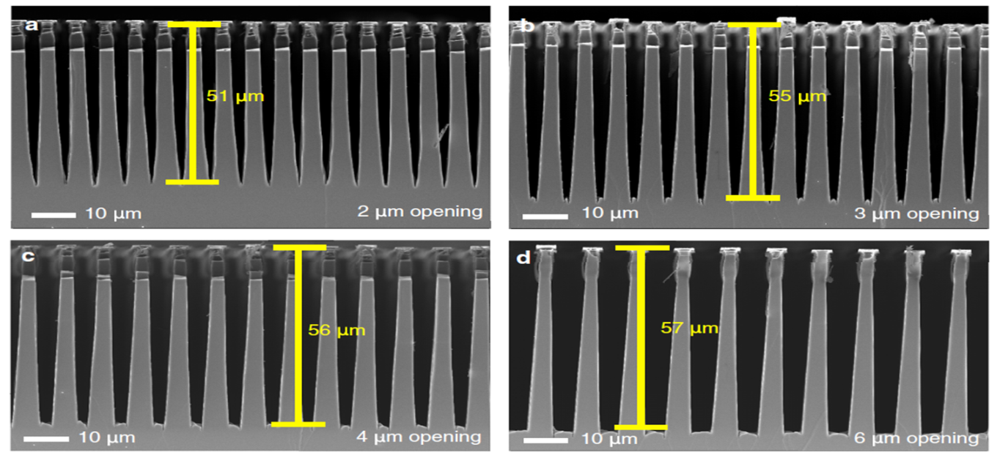 a
51 µm
10 µm
2 µm opening
b
55 µm
10 µm
3 µm opening
c
56 µm
10 µm
4 µm opening
d
57 µm
10 µm
6 µm opening